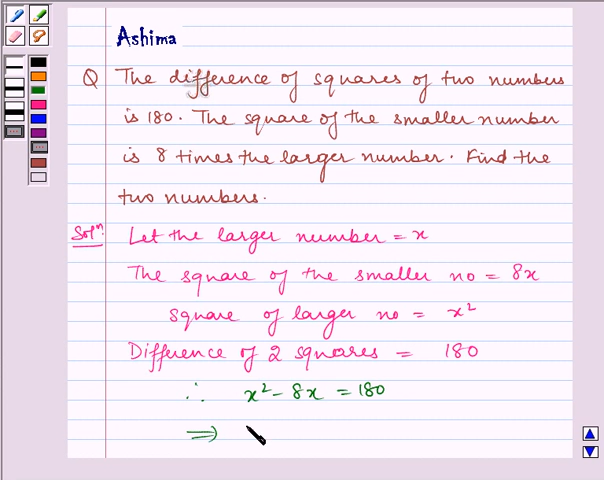 Ashima
Q The difference of squares of two numbers
is 180. The square of the smaller number
is 8 times the larger number. Find the
two numbers.
Solⁿ: Let the larger number = x
The square of the smaller no = 8x
square of larger no = x²
Difference of 2 squares = 180
∴ x² - 8x = 180
⇒